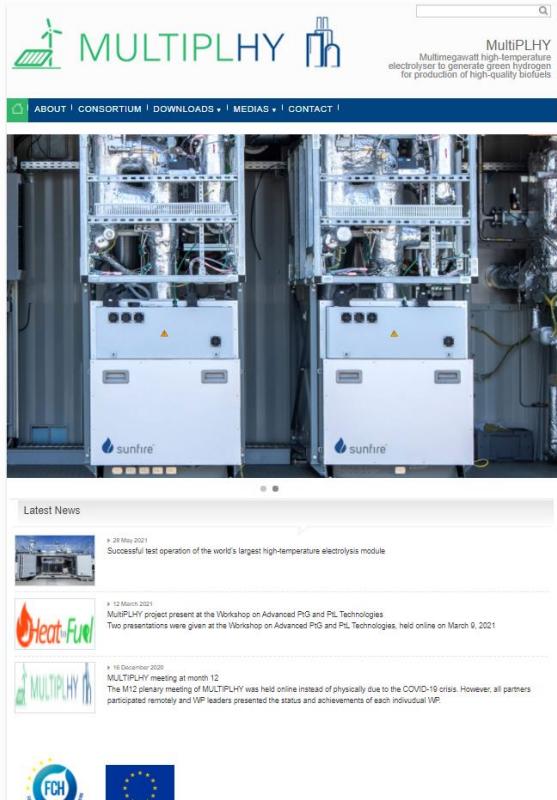 MULTIPLHY
MultiPLHY
Multimegawatt high-temperature
electrolyser to generate green hydrogen
for production of high-quality biofuels
ABOUT CONSORTIUM DOWNLOADS MEDIAS CONTACT
sunfire
sunfire
Latest News
28 May 2021
Successful test operation of the world's largest high-temperature electrolysis module
Heat to Fuel
12 March 2021
MultiPLHY project present at the Workshop on Advanced PtG and PtL Technologies
Two presentations were given at the Workshop on Advanced PtG and PtL Technologies, held online on March 9, 2021
MULTIPLHY
16 December 2020
MULTIPLHY meeting at month 12
The M12 plenary meeting of MULTIPLHY was held online instead of physically due to the COVID-19 crisis. However, all partners
participated remotely and WP leaders presented the status and achievements of each indivudual WP.
FCH